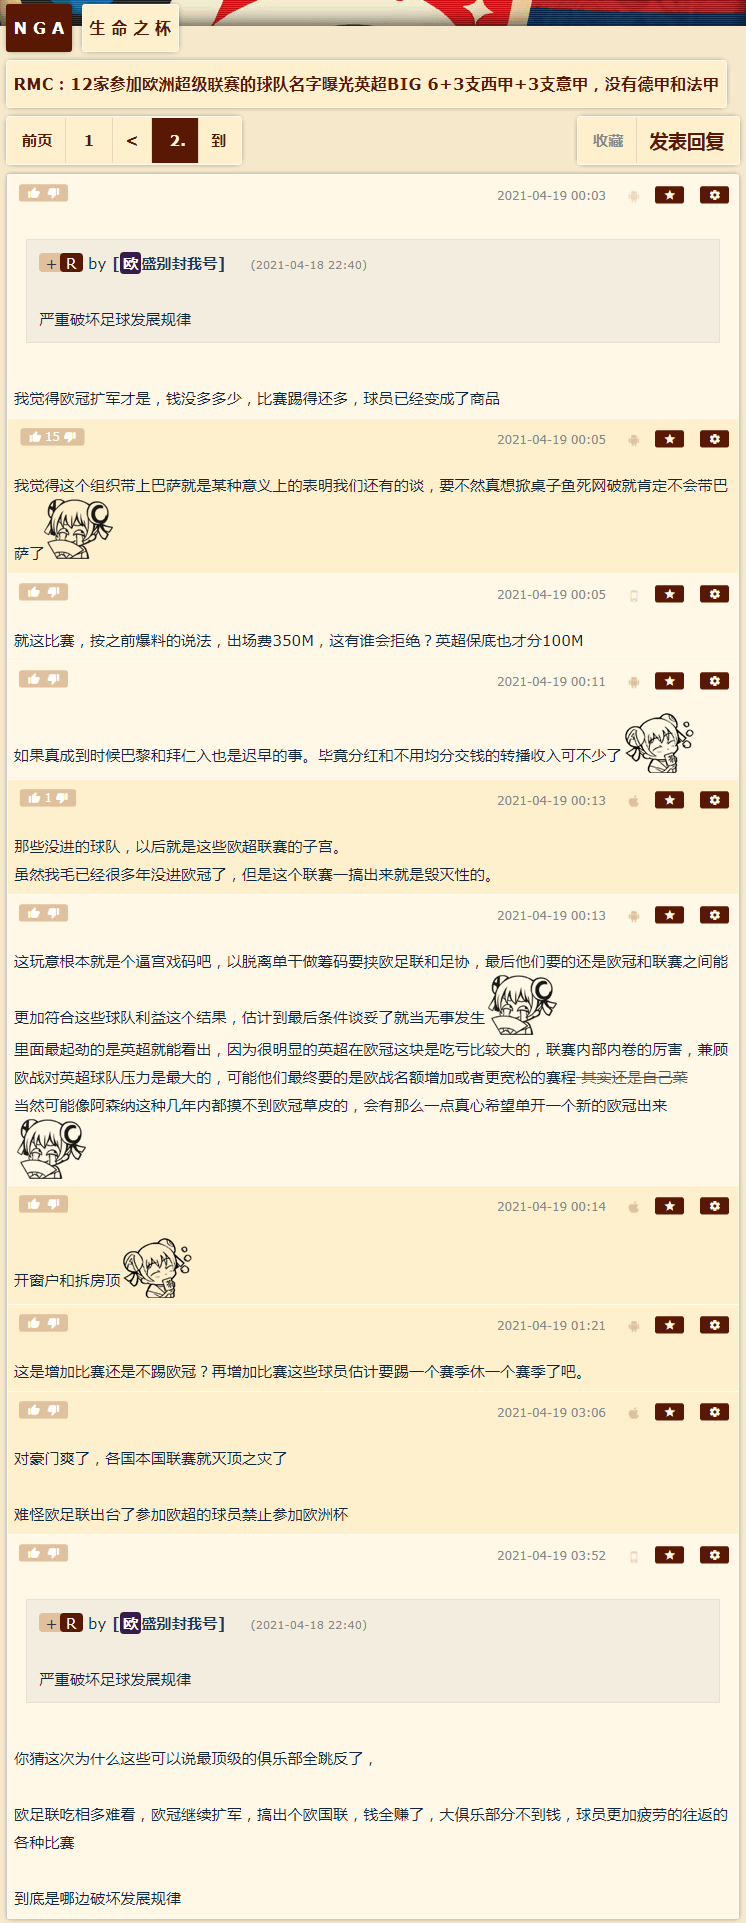 NGA 生命之杯
RMC：12家参加欧洲超级联赛的球队名字曝光英超BIG 6+3支西甲+3支意甲，没有德甲和法甲
前页 1 < 2. 到 收藏 发表回复
2021-04-19 00:03
+ R by [欧盛别封我号] (2021-04-18 22:40)
严重破坏足球发展规律
我觉得欧冠扩军才是，钱没多多少，比赛踢得还多，球员已经变成了商品
15 2021-04-19 00:05
我觉得这个组织带上巴萨就是某种意义上的表明我们还有的谈，要不然真想掀桌子鱼死网破就肯定不会带巴
萨了
2021-04-19 00:05
就这比赛，按之前爆料的说法，出场费350M，这有谁会拒绝？英超保底也才分100M
2021-04-19 00:11
如果真成到时候巴黎和拜仁入也是迟早的事。毕竟分红和不用均分交钱的转播收入可不少了
1 2021-04-19 00:13
那些没进的球队，以后就是这些欧超联赛的子宫。
虽然我毛已经很多年没进欧冠了，但是这个联赛一搞出来就是毁灭性的。
2021-04-19 00:13
这玩意根本就是个逼宫戏码吧，以脱离单干做筹码要挟欧足联和足协，最后他们要的还是欧冠和联赛之间能
更加符合这些球队利益这个结果，估计到最后条件谈妥了就当无事发生
里面最起劲的是英超就能看出，因为很明显的英超在欧冠这块是吃亏比较大的，联赛内部内卷的厉害，兼顾
欧战对英超球队压力是最大的，可能他们最终要的是欧战名额增加或者更宽松的赛程 其实还是自己菜
当然可能像阿森纳这种几年内都摸不到欧冠草皮的，会有那么一点真心希望单开一个新的欧冠出来
2021-04-19 00:14
开窗户和拆房顶
2021-04-19 01:21
这是增加比赛还是不踢欧冠？再增加比赛这些球员估计要踢一个赛季休一个赛季了吧。
2021-04-19 03:06
对豪门爽了，各国本国联赛就灭顶之灾了
难怪欧足联出台了参加欧超的球员禁止参加欧洲杯
2021-04-19 03:52
+ R by [欧盛别封我号] (2021-04-18 22:40)
严重破坏足球发展规律
你猜这次为什么这些可以说最顶级的俱乐部全跳反了，
欧足联吃相多难看，欧冠继续扩军，搞出个欧国联，钱全赚了，大俱乐部分不到钱，球员更加疲劳的往返的
各种比赛
到底是哪边破坏发展规律